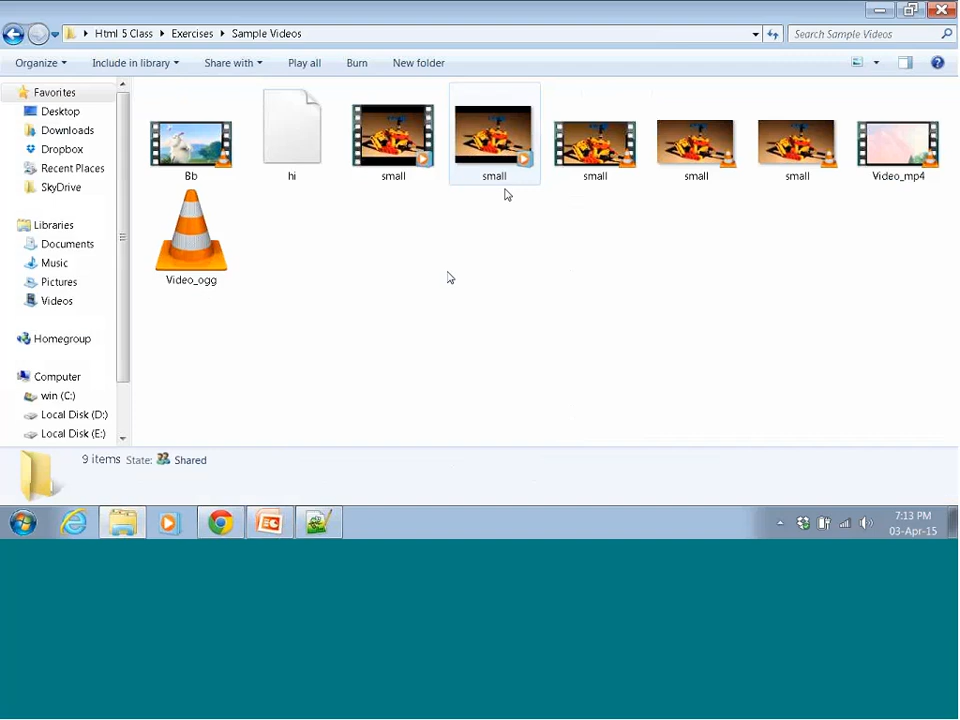 Html 5 Class Exercises Sample Videos Search Sample Videos
Organize Include in library Share with Play all Burn New folder
Favorites
Desktop
Downloads
Dropbox
Recent Places
SkyDrive
Libraries
Documents
Music
Pictures
Videos
Homegroup
Computer
win (C:)
Local Disk (D:)
Local Disk (E:)
Bb hi small small small small small Video_mp4
Video_ogg
9 items State: Shared
7:13 PM
03-Apr-15